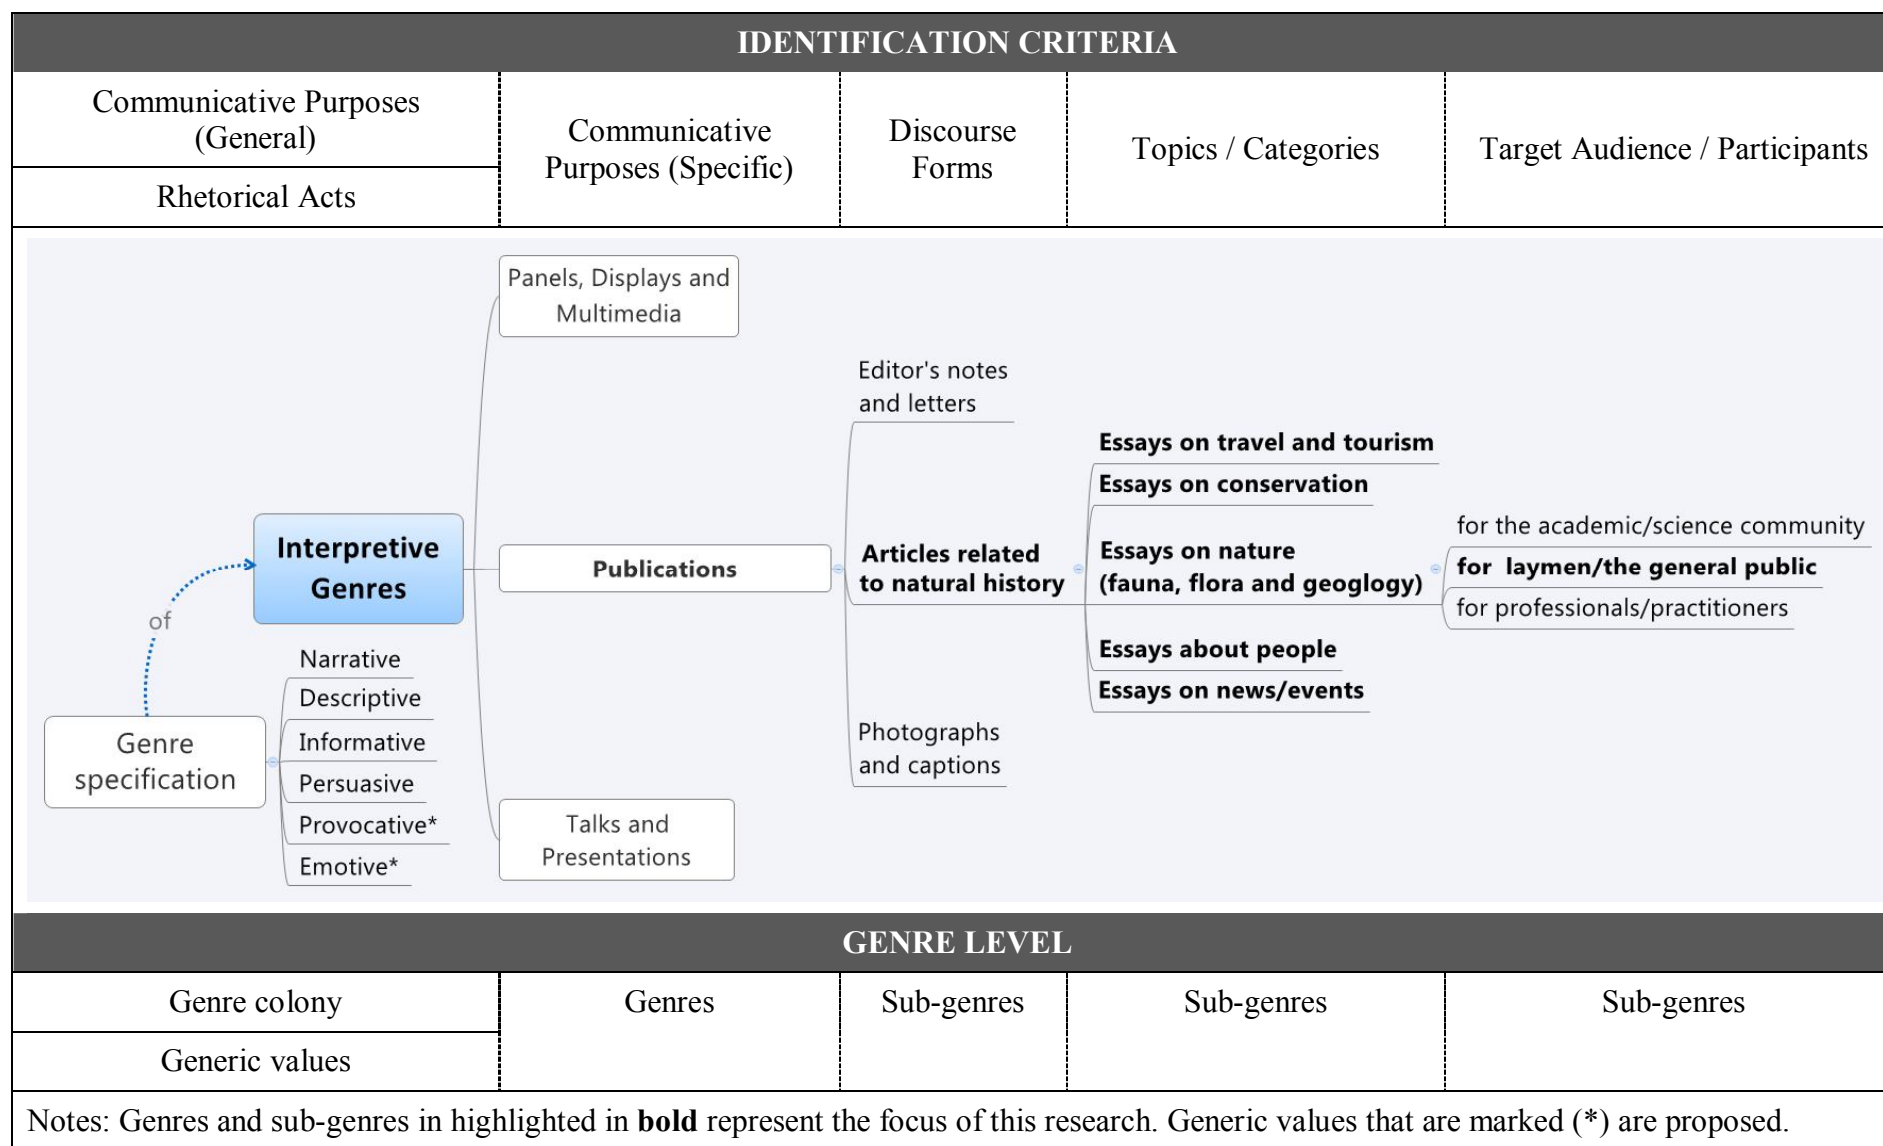 IDENTIFICATION CRITERIA
Communicative Purposes
(General)
Rhetorical Acts
Communicative
Purposes (Specific)
Discourse
Forms
Topics / Categories
Target Audience / Participants
Panels, Displays and
Multimedia
Editor's notes
and letters
Essays on travel and tourism
Essays on conservation
Interpretive
Genres
Publications
Articles related
to natural history
Essays on nature
(fauna, flora and geoglogy)
for the academic/science community
for laymen/the general public
for professionals/practitioners
of
Essays about people
Essays on news/events
Genre
specification
Narrative
Descriptive
Informative
Persuasive
Provocative*
Emotive*
Photographs
and captions
Talks and
Presentations
GENRE LEVEL
Genre colony
Generic values
Genres
Sub-genres
Sub-genres
Sub-genres
Notes: Genres and sub-genres in highlighted in bold represent the focus of this research. Generic values that are marked (*) are proposed.